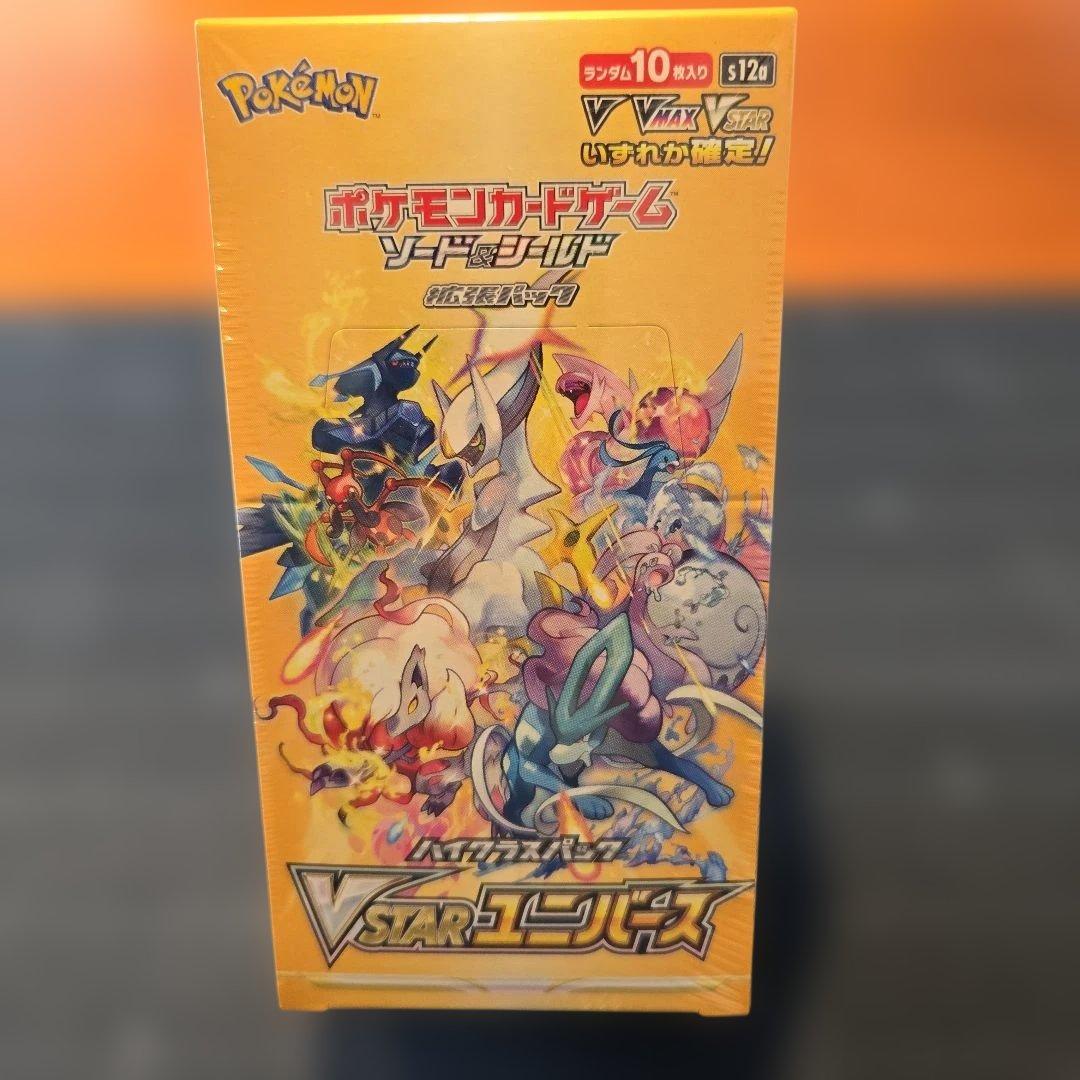 POKÉMON™
ランダム10枚入り s12a
V VMAX VSTAR
いずれか確定!
ポケモンカードゲーム™
ソード&シールド
拡張パック
ハイクラスパック
VSTARユニバース